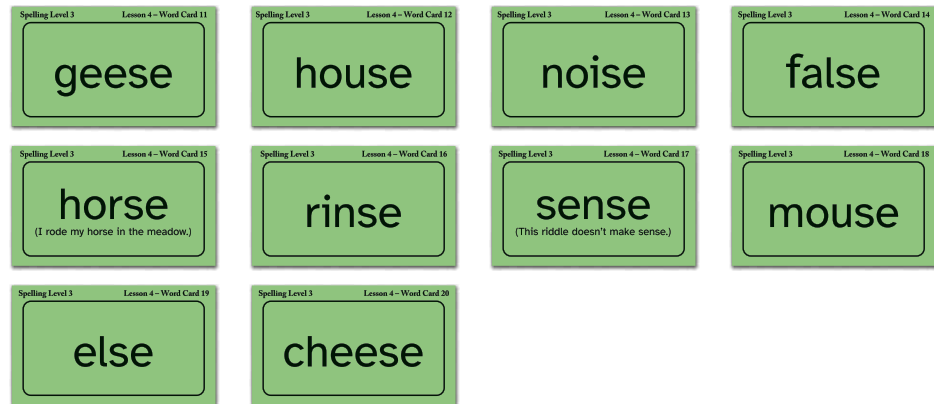 Spelling Level 3 Lesson 4 – Word Card 11
geese
Spelling Level 3 Lesson 4 – Word Card 12
house
Spelling Level 3 Lesson 4 – Word Card 13
noise
Spelling Level 3 Lesson 4 – Word Card 14
false
Spelling Level 3 Lesson 4 – Word Card 15
horse
(I rode my horse in the meadow.)
Spelling Level 3 Lesson 4 – Word Card 16
rinse
Spelling Level 3 Lesson 4 – Word Card 17
sense
(This riddle doesn’t make sense.)
Spelling Level 3 Lesson 4 – Word Card 18
mouse
Spelling Level 3 Lesson 4 – Word Card 19
else
Spelling Level 3 Lesson 4 – Word Card 20
cheese